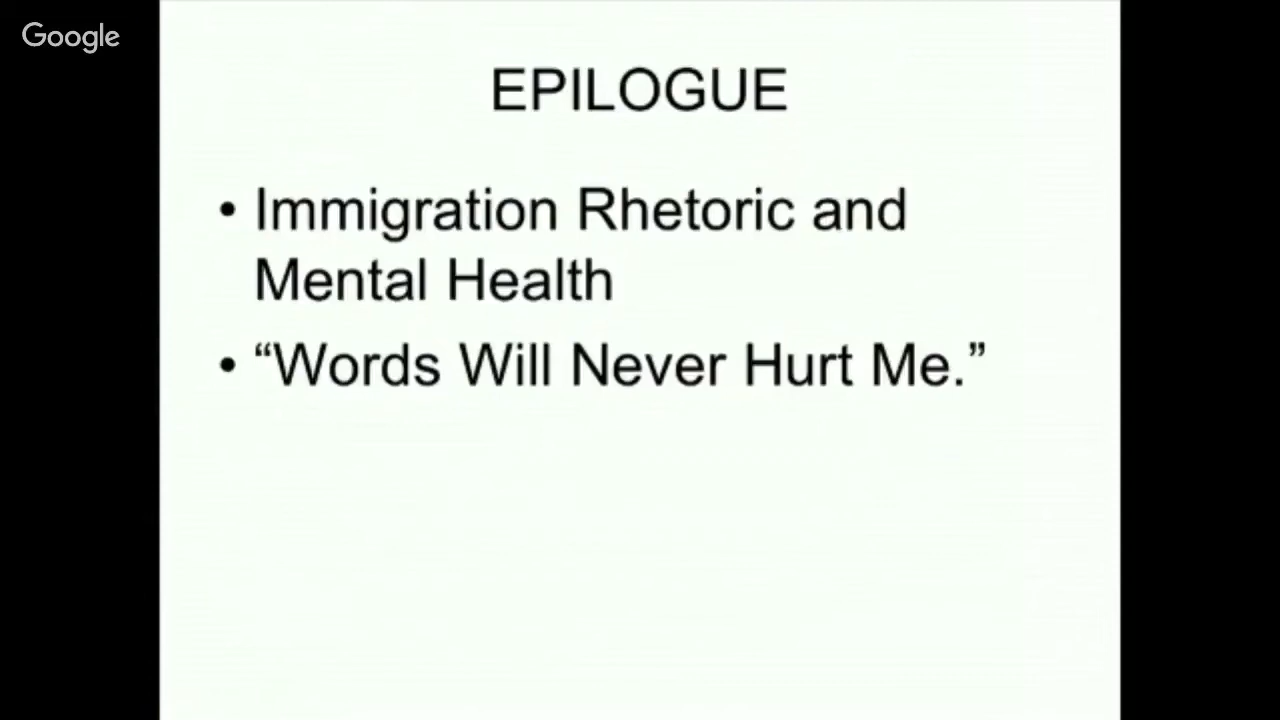 Google
EPILOGUE
• Immigration Rhetoric and
Mental Health
• “Words Will Never Hurt Me.”